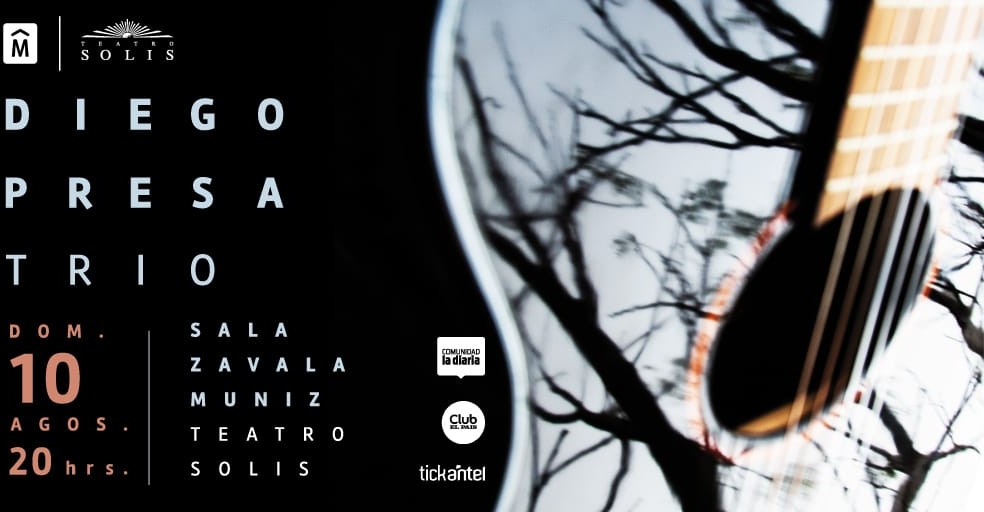 M
TEATRO
SOLIS
DIEGO
PRESA
TRIO
DOM.
10
AGOS.
20 hrs.
SALA
ZAVALA
MUNIZ
TEATRO
SOLIS
COMUNIDAD
la diaria
Club
EL PAIS
tickantel